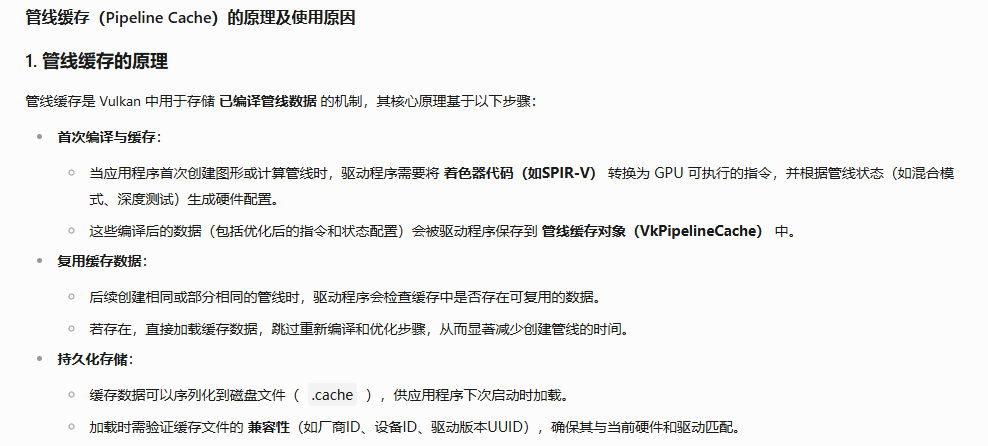 管线缓存（Pipeline Cache）的原理及使用原因
1. 管线缓存的原理
管线缓存是 Vulkan 中用于存储 已编译管线数据 的机制，其核心原理基于以下步骤：
首次编译与缓存：
当应用程序首次创建图形或计算管线时，驱动程序需要将 着色器代码（如SPIR-V） 转换为 GPU 可执行的指令，并根据管线状态（如混合模
式、深度测试）生成硬件配置。
这些编译后的数据（包括优化后的指令和状态配置）会被驱动程序保存到 管线缓存对象（VkPipelineCache） 中。
复用缓存数据：
后续创建相同或部分相同的管线时，驱动程序会检查缓存中是否存在可复用的数据。
若存在，直接加载缓存数据，跳过重新编译和优化步骤，从而显著减少创建管线的时间。
持久化存储：
缓存数据可以序列化到磁盘文件（ .cache ），供应用程序下次启动时加载。
加载时需验证缓存文件的 兼容性（如厂商ID、设备ID、驱动版本UUID），确保其与当前硬件和驱动匹配。